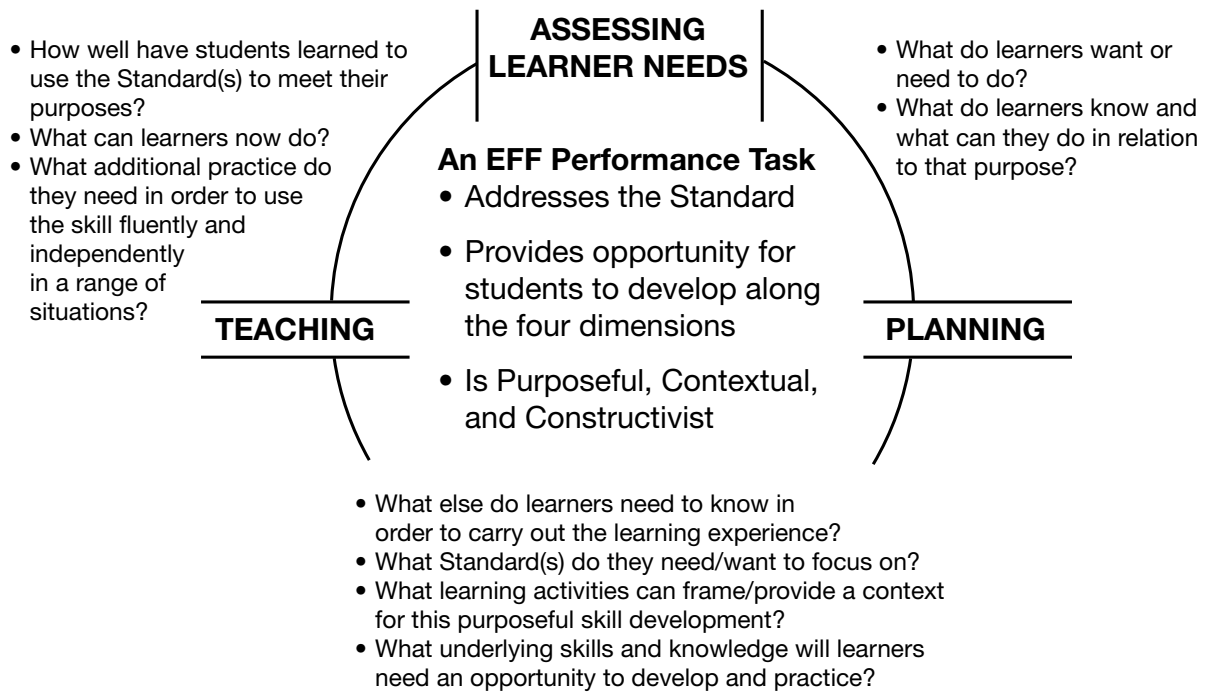 ASSESSING
LEARNER NEEDS
• How well have students learned to
use the Standard(s) to meet their
purposes?
• What can learners now do?
• What additional practice do
they need in order to use
the skill fluently and
independently
in a range of
situations?
• What do learners want or
need to do?
• What do learners know and
what can they do in relation
to that purpose?
An EFF Performance Task
• Addresses the Standard
• Provides opportunity for
students to develop along
the four dimensions
• Is Purposeful, Contextual,
and Constructivist
TEACHING
PLANNING
• What else do learners need to know in
order to carry out the learning experience?
• What Standard(s) do they need/want to focus on?
• What learning activities can frame/provide a context
for this purposeful skill development?
• What underlying skills and knowledge will learners
need an opportunity to develop and practice?